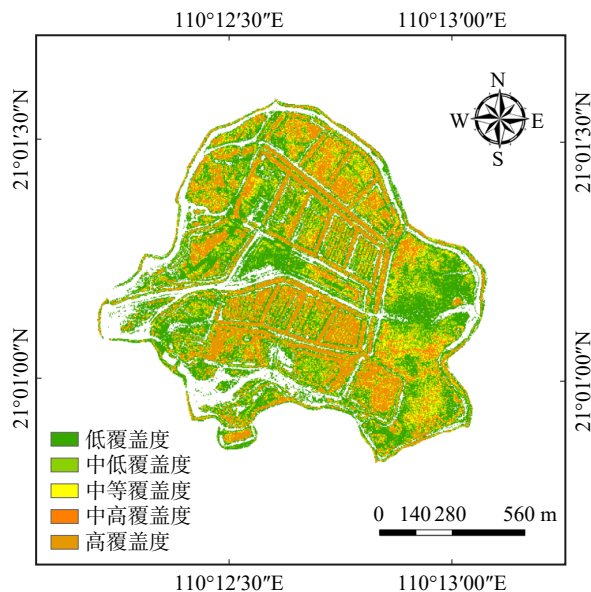 110°12′30″E 110°13′00″E
N
W E
S
21°01′30″N 21°01′30″N
21°01′00″N 21°01′00″N
低覆盖度
中低覆盖度
中等覆盖度
中高覆盖度
高覆盖度
0 140 280 560 m
110°12′30″E 110°13′00″E